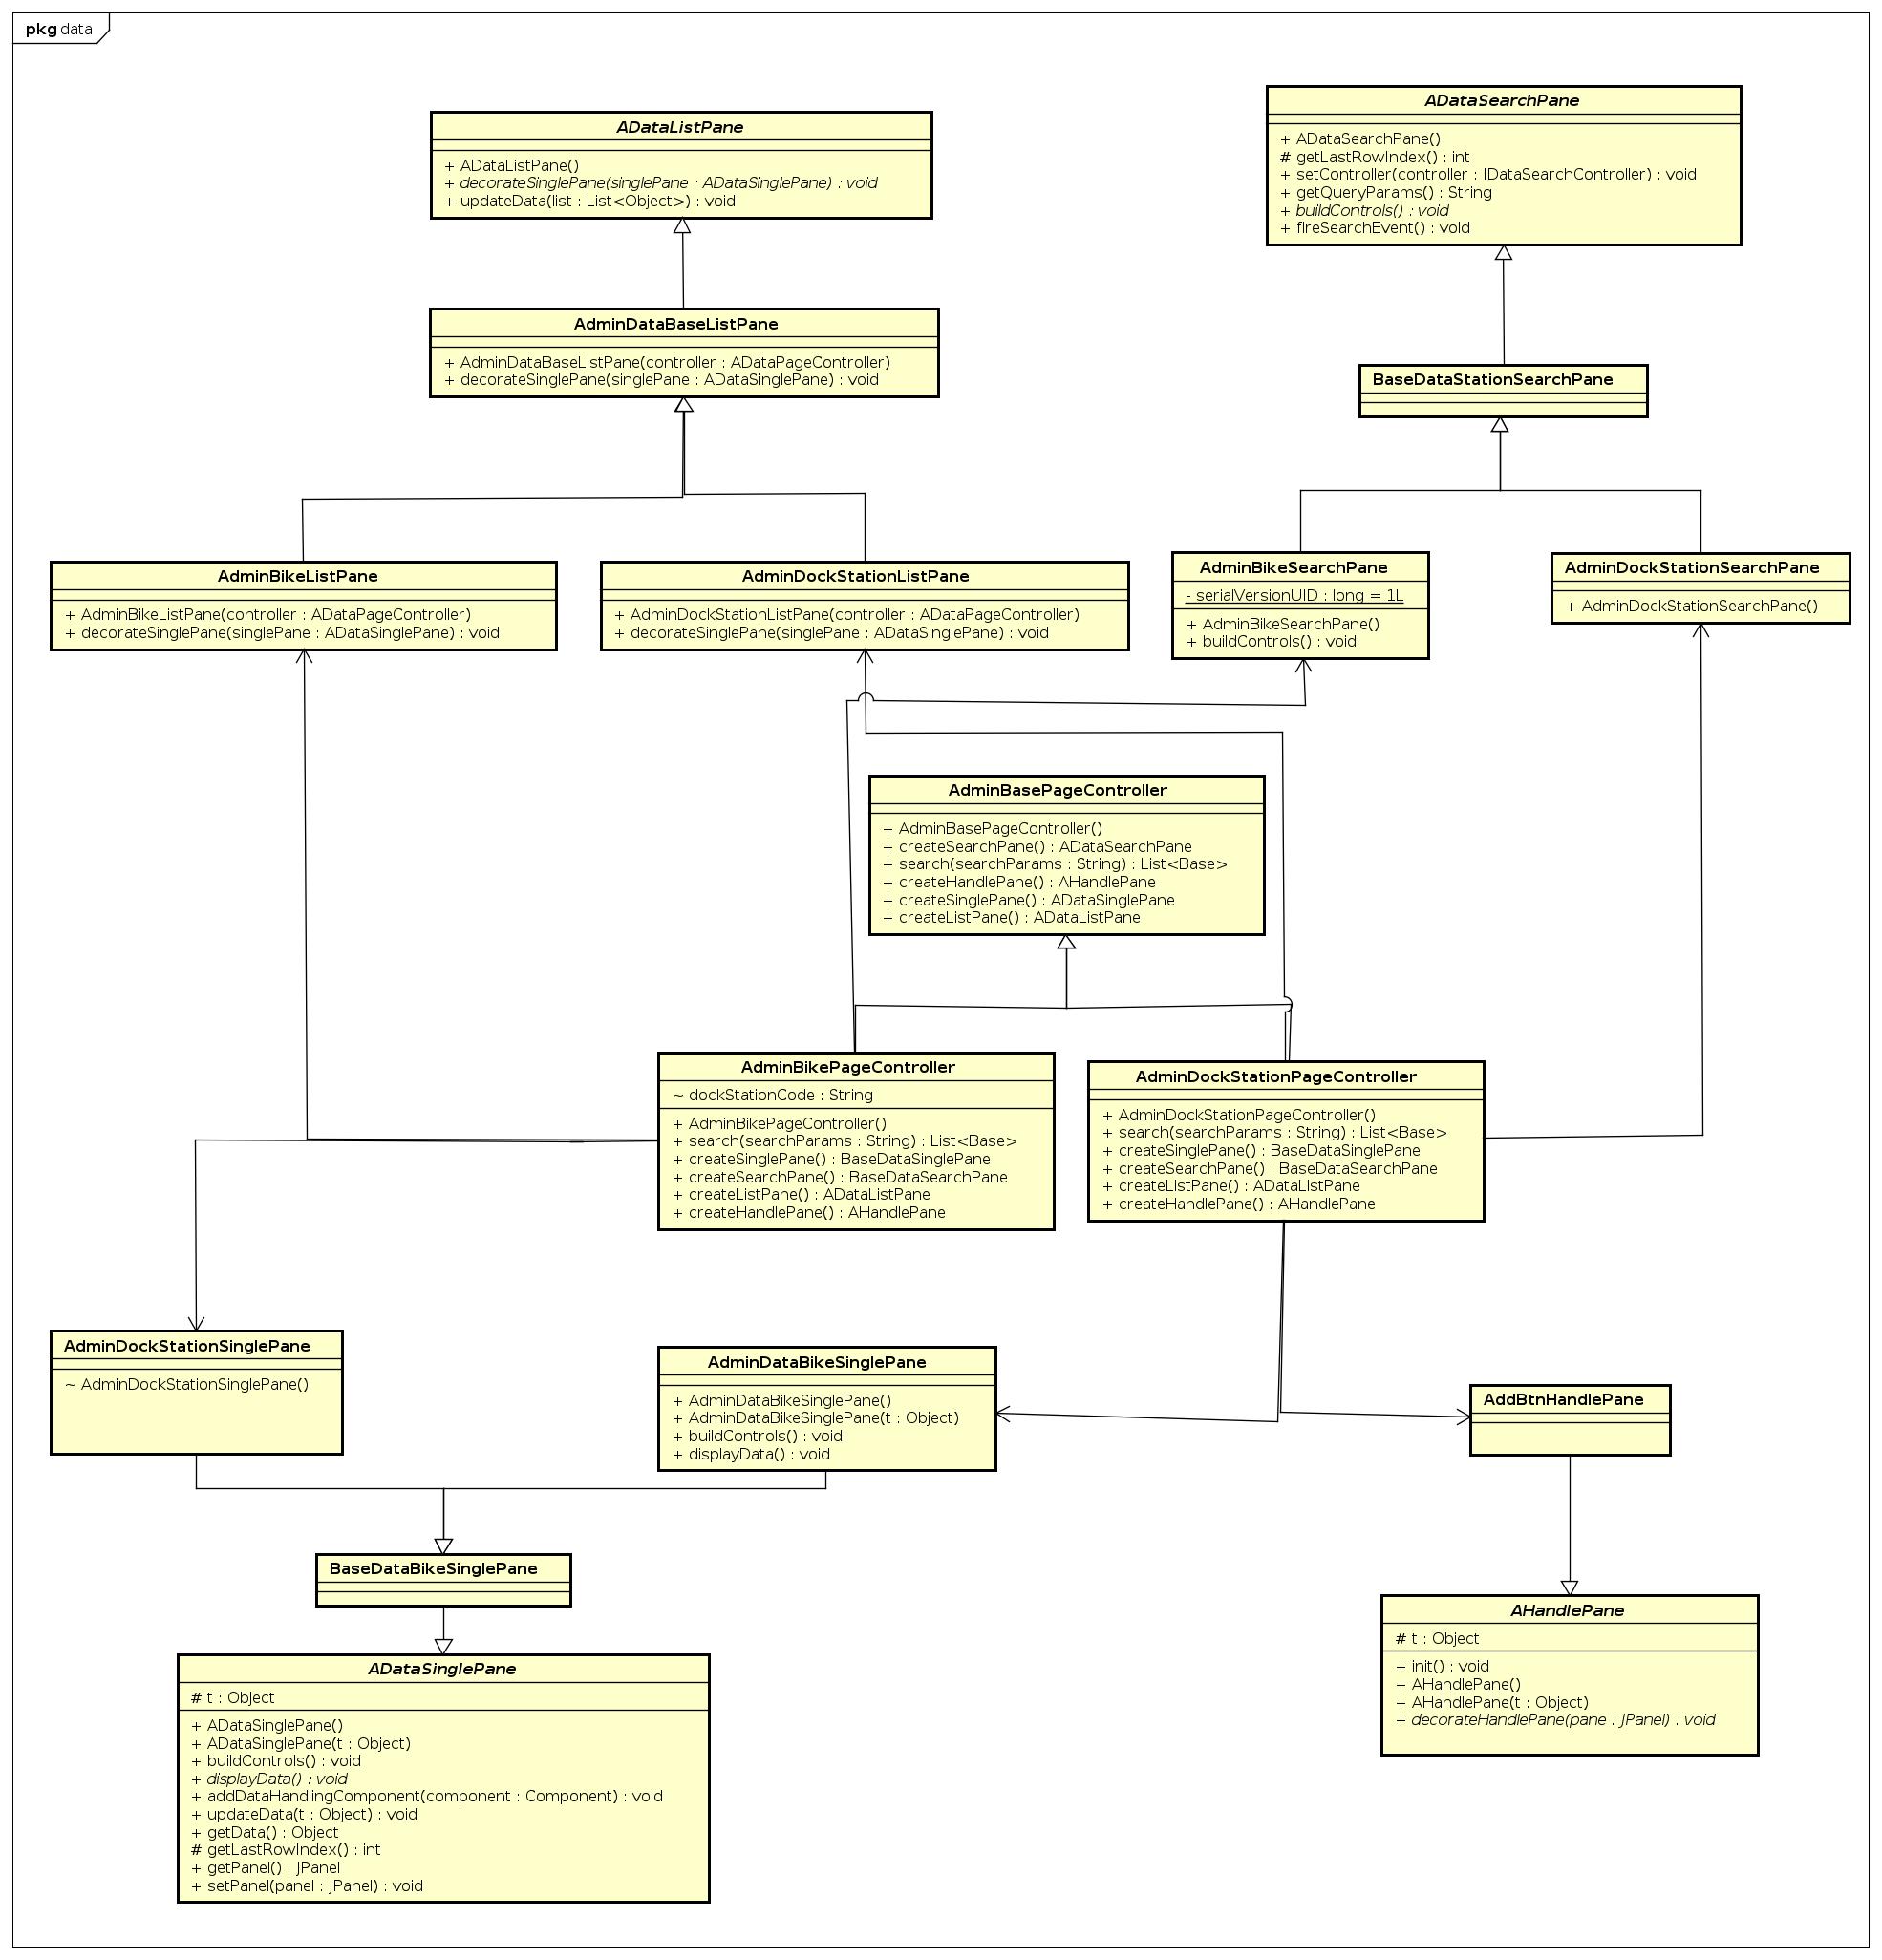 pkg data
ADataListPane
+ ADataListPane()
+ decorateSinglePane(singlePane : ADataSinglePane) : void
+ updateData(list : List<Object>) : void
ADataSearchPane
+ ADataSearchPane()
# getLastRowIndex() : int
+ setController(controller : IDataSearchController) : void
+ getQueryParams() : String
+ buildControls() : void
+ fireSearchEvent() : void
AdminDataBaseListPane
+ AdminDataBaseListPane(controller : ADataPageController)
+ decorateSinglePane(singlePane : ADataSinglePane) : void
BaseDataStationSearchPane
AdminBikeListPane
+ AdminBikeListPane(controller : ADataPageController)
+ decorateSinglePane(singlePane : ADataSinglePane) : void
AdminDockStationListPane
+ AdminDockStationListPane(controller : ADataPageController)
+ decorateSinglePane(singlePane : ADataSinglePane) : void
AdminBikeSearchPane
- serialVersionUID : long = 1L
+ AdminBikeSearchPane()
+ buildControls() : void
AdminDockStationSearchPane
+ AdminDockStationSearchPane()
AdminBasePageController
+ AdminBasePageController()
+ createSearchPane() : ADataSearchPane
+ search(searchParams : String) : List<Base>
+ createHandlePane() : AHandlePane
+ createSinglePane() : ADataSinglePane
+ createListPane() : ADataListPane
AdminBikePageController
~ dockStationCode : String
+ AdminBikePageController()
+ search(searchParams : String) : List<Base>
+ createSinglePane() : BaseDataSinglePane
+ createSearchPane() : BaseDataSearchPane
+ createListPane() : ADataListPane
+ createHandlePane() : AHandlePane
AdminDockStationPageController
+ AdminDockStationPageController()
+ search(searchParams : String) : List<Base>
+ createSinglePane() : BaseDataSinglePane
+ createSearchPane() : BaseDataSearchPane
+ createListPane() : ADataListPane
+ createHandlePane() : AHandlePane
AdminDockStationSinglePane
~ AdminDockStationSinglePane()
AdminDataBikeSinglePane
+ AdminDataBikeSinglePane()
+ AdminDataBikeSinglePane(t : Object)
+ buildControls() : void
+ displayData() : void
AddBtnHandlePane
BaseDataBikeSinglePane
AHandlePane
# t : Object
+ init() : void
+ AHandlePane()
+ AHandlePane(t : Object)
+ decorateHandlePane(pane : JPanel) : void
ADataSinglePane
# t : Object
+ ADataSinglePane()
+ ADataSinglePane(t : Object)
+ buildControls() : void
+ displayData() : void
+ addDataHandlingComponent(component : Component) : void
+ updateData(t : Object) : void
+ getData() : Object
# getLastRowIndex() : int
+ getPanel() : JPanel
+ setPanel(panel : JPanel) : void